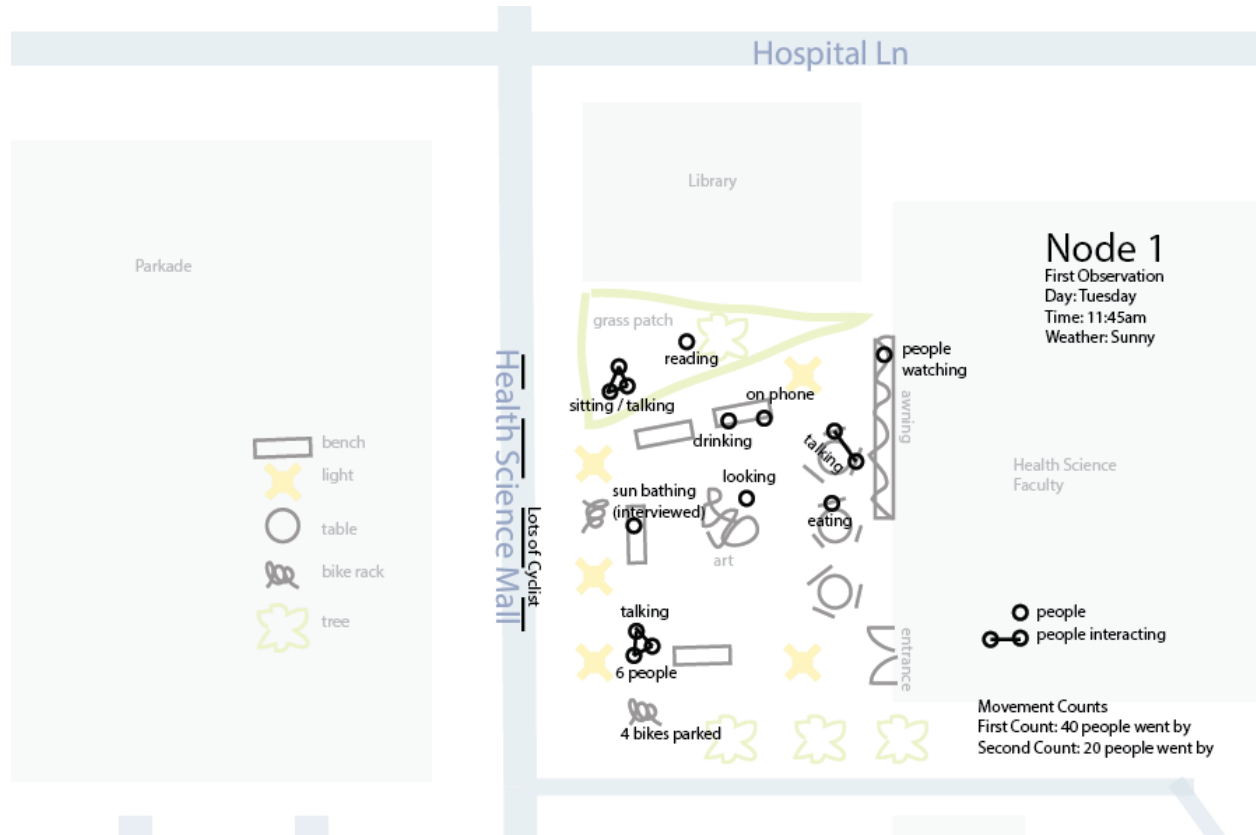 Hospital Ln
Library
Parkade
Node 1
First Observation
Day: Tuesday
Time: 11:45am
Weather: Sunny
grass patch
reading
sitting / talking
people
watching
awning
on phone
drinking
talking
Health Science Mall
Lots of Cyclist
looking
sun bathing
(interviewed)
eating
art
Health Science
Faculty
bench
light
table
bike rack
tree
talking
6 people
4 bikes parked
entrance
people
people interacting
Movement Counts
First Count: 40 people went by
Second Count: 20 people went by